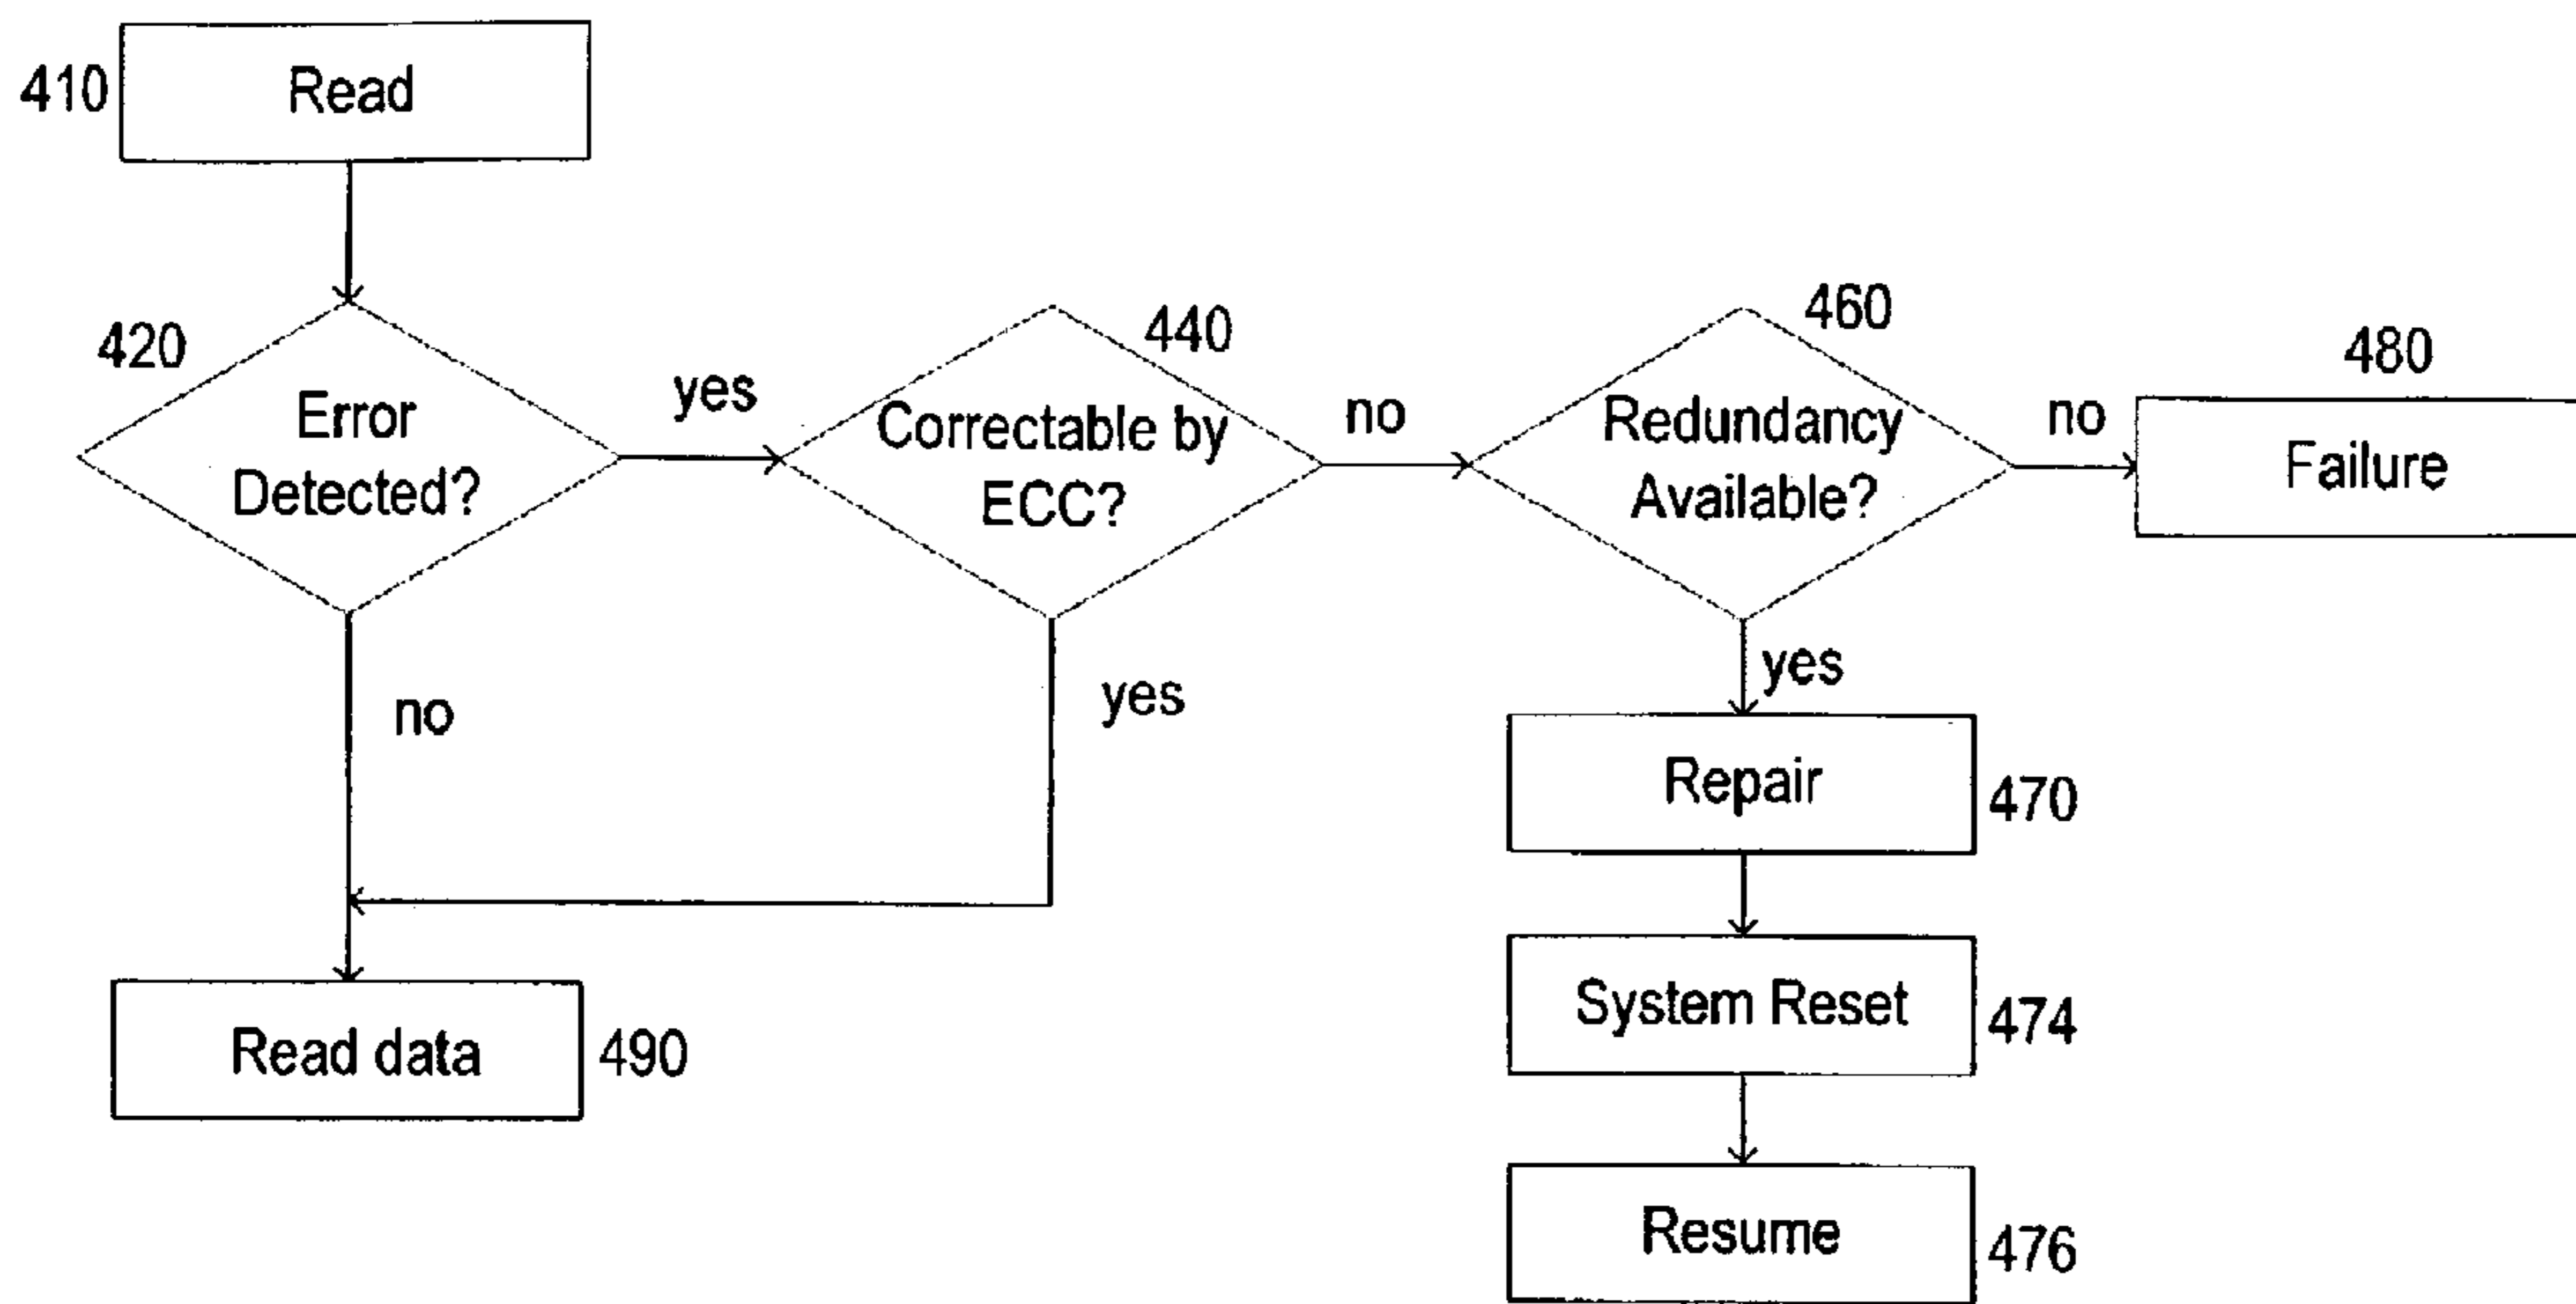 410
Read
420
Error
Detected?
yes
440
Correctable by
ECC?
no
460
Redundancy
Available?
no
480
Failure
no
yes
yes
Repair
470
System Reset
474
Resume
476
Read data
490